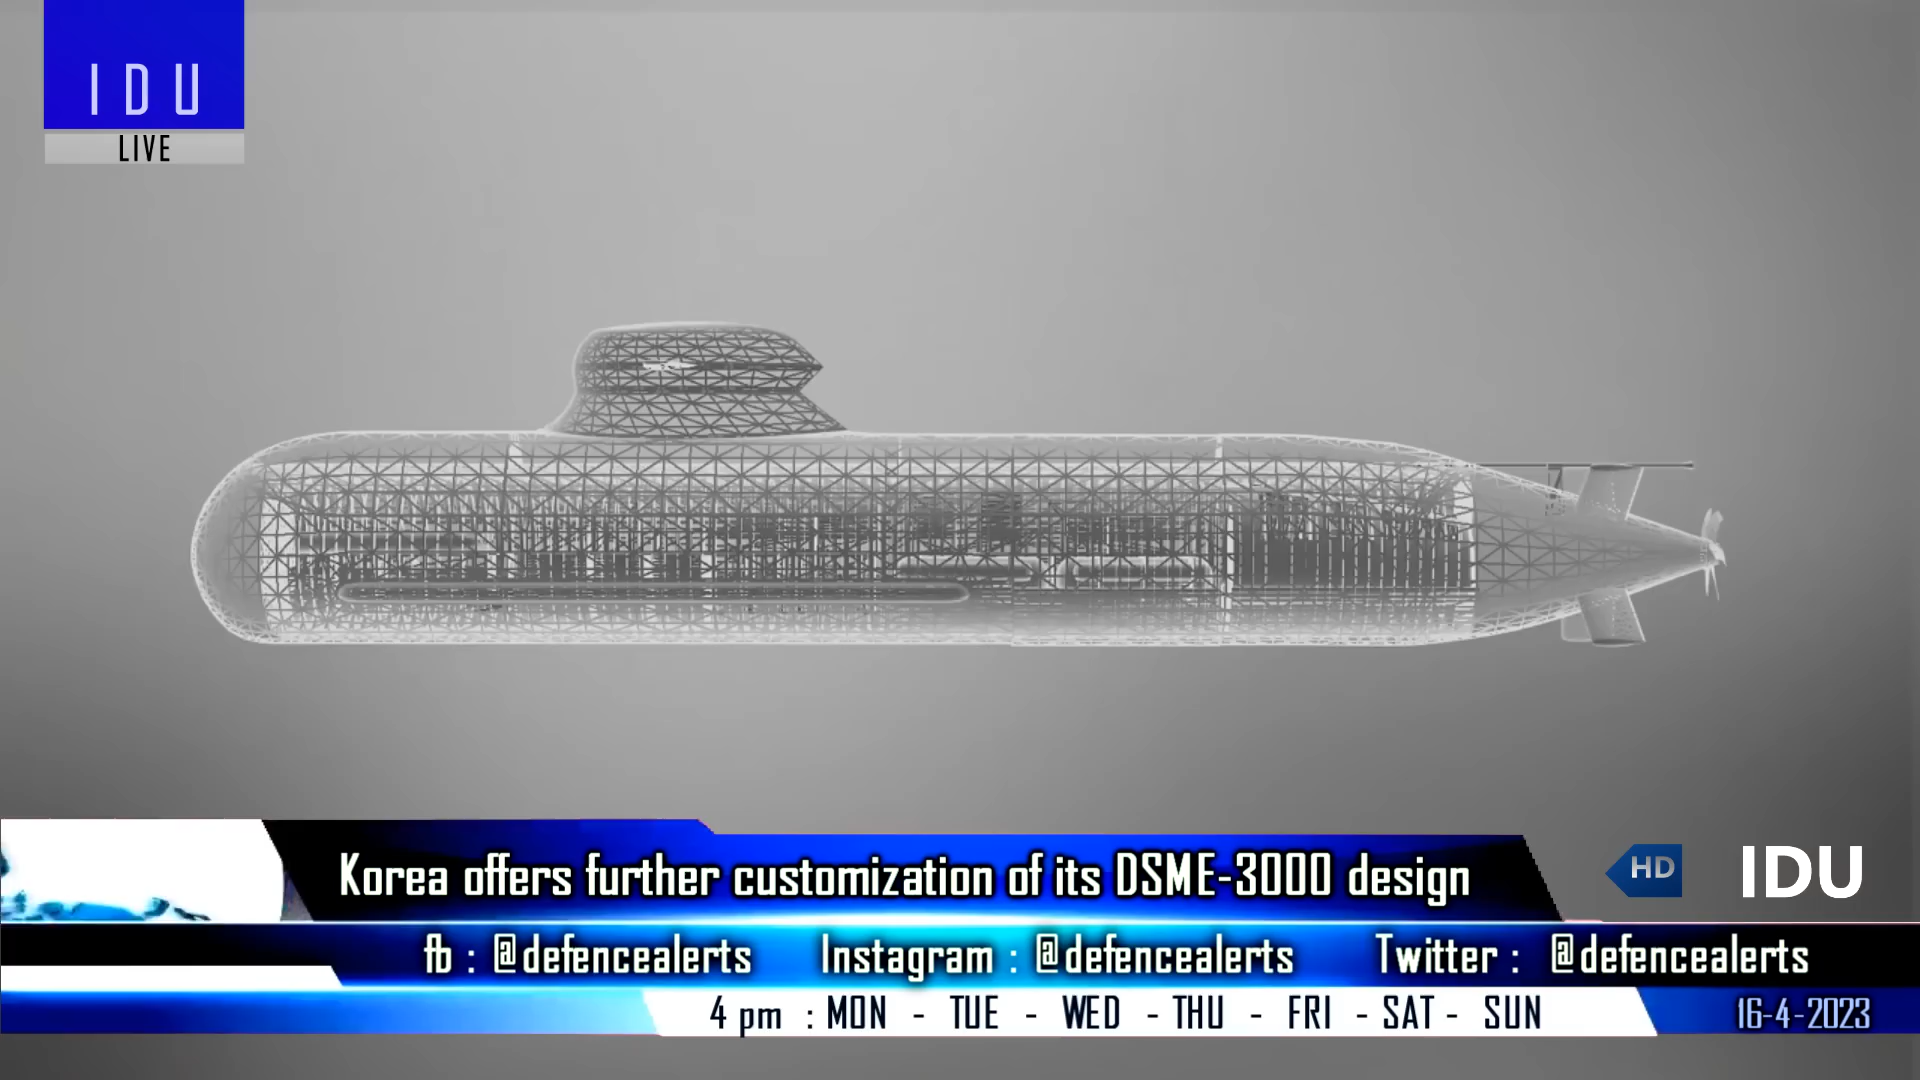 IDU
LIVE
Korea offers further customization of its DSME-3000 design
HD
IDU
fb : @defencealerts Instagram : @defencealerts Twitter : @defencealerts
4 pm : MON - TUE - WED - THU - FRI - SAT - SUN
16-4-2023